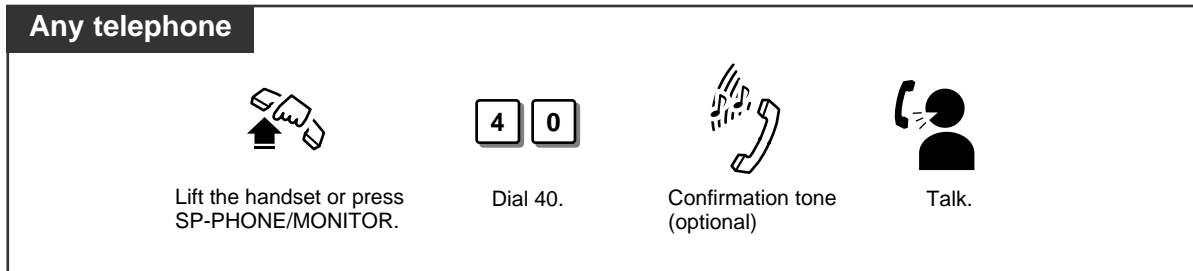 Any telephone
4 0
Lift the handset or press
SP-PHONE/MONITOR.
Dial 40.
Confirmation tone
(optional)
Talk.